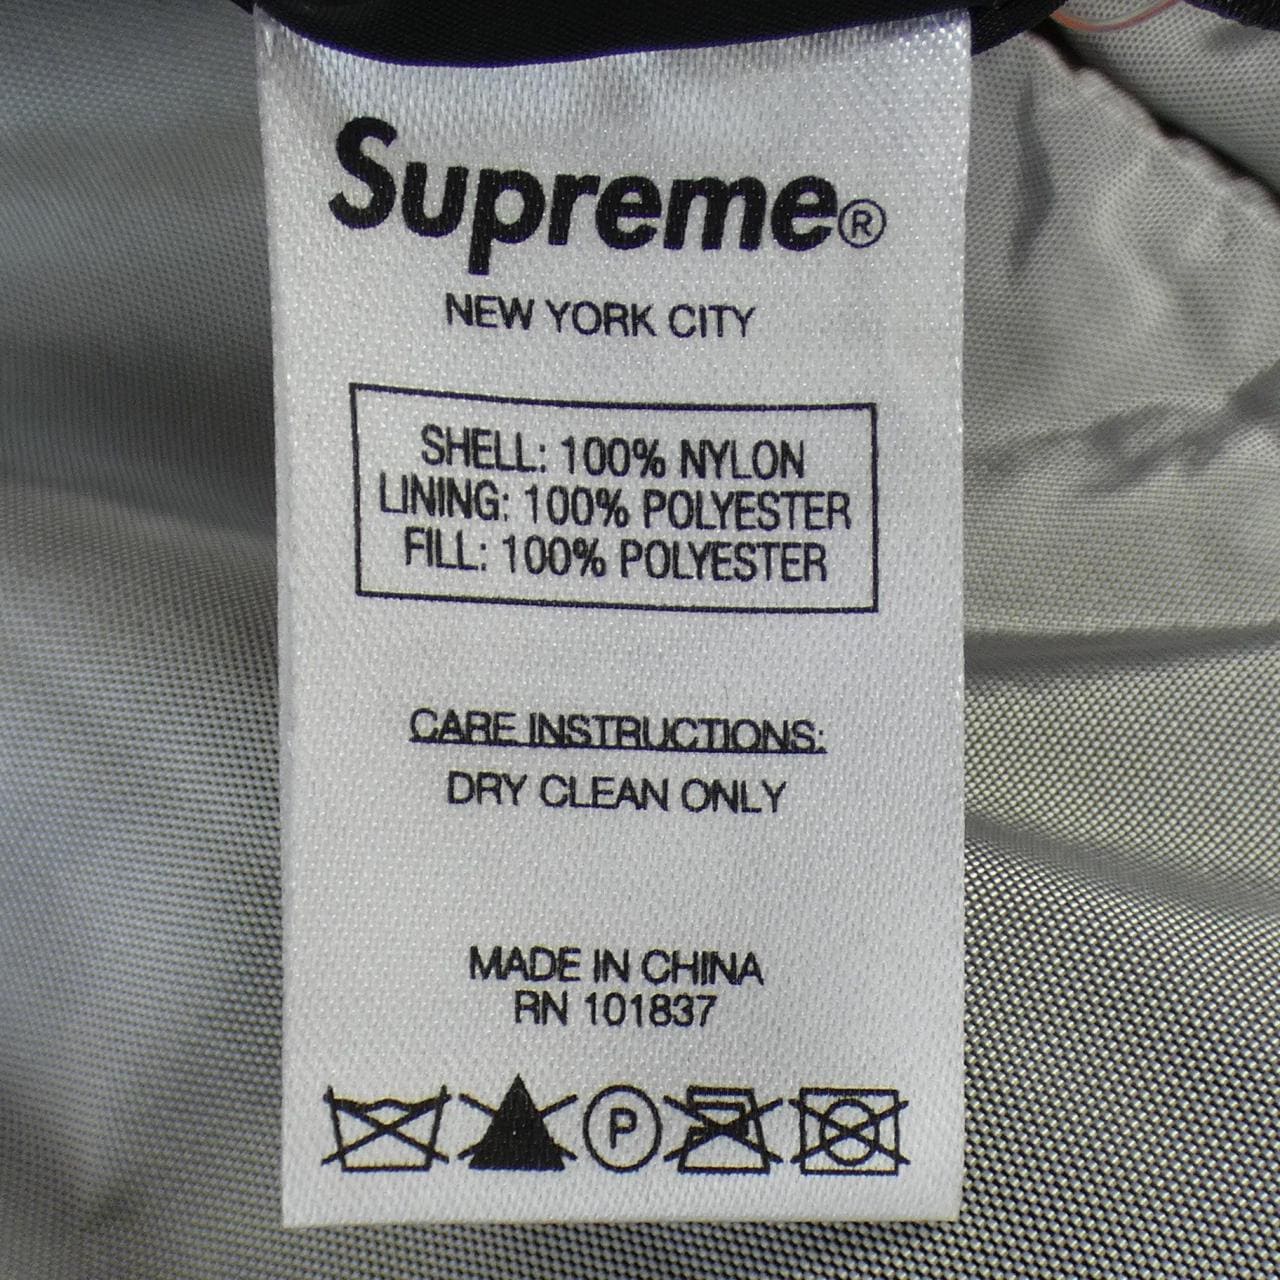 Supreme®
NEW YORK CITY
SHELL: 100% NYLON
LINING: 100% POLYESTER
FILL: 100% POLYESTER
CARE INSTRUCTIONS:
DRY CLEAN ONLY
MADE IN CHINA
RN 101837
P